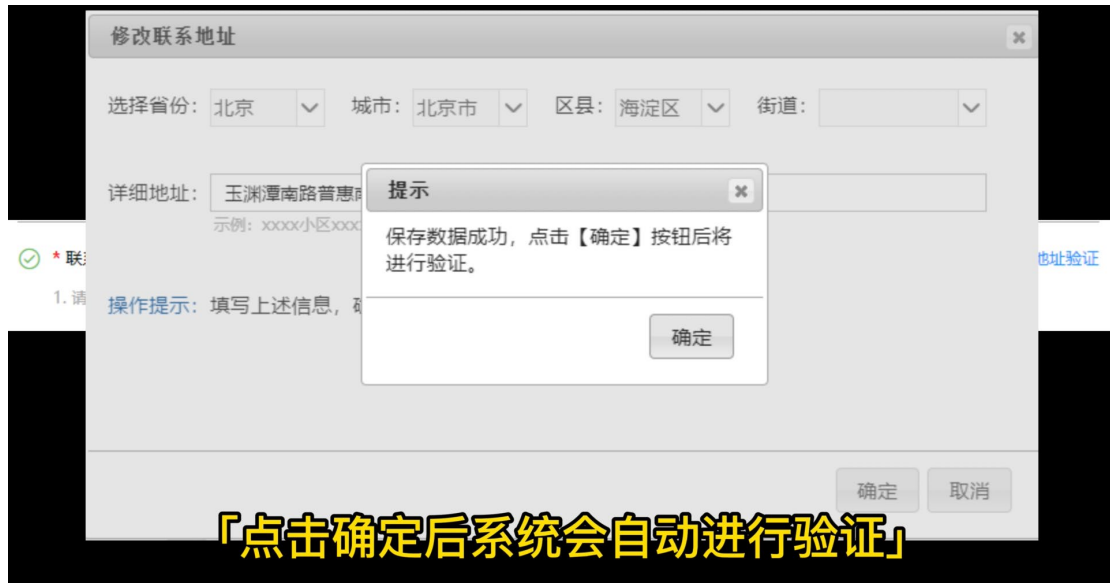 修改联系地址
选择省份： 北京 城市： 北京市 区县： 海淀区 街道：
详细地址： 玉渊潭南路普惠
示例：xxxx小区xxx
提示
保存数据成功，点击【确定】按钮后将
进行验证。
确定
* 联
地址验证
1. 请
操作提示： 填写上述信息，
确定 取消
「点击确定后系统会自动进行验证」